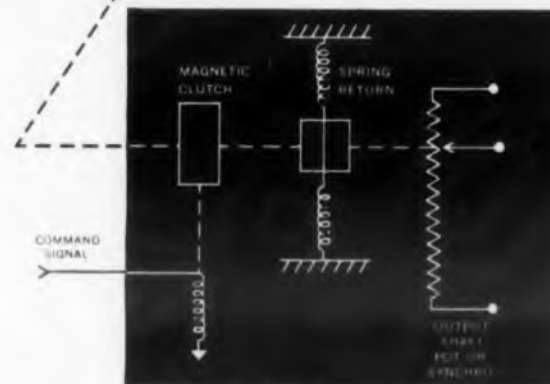 MAGNETIC
CLUTCH
SPRING
RETURN
COMMAND
SIGNAL
OUTPUT
SHAFT
POT OR
SYNCHRO